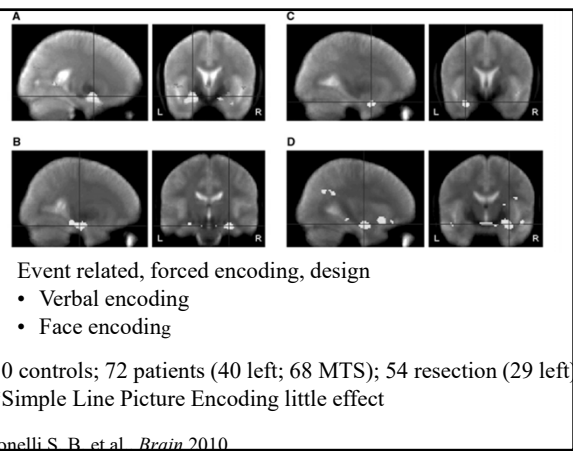 A
C
L R L R
B
D
L R L R
Event related, forced encoding, design
• Verbal encoding
• Face encoding
0 controls; 72 patients (40 left; 68 MTS); 54 resection (29 left)
Simple Line Picture Encoding little effect
onelli S. B. et al., Brain 2010